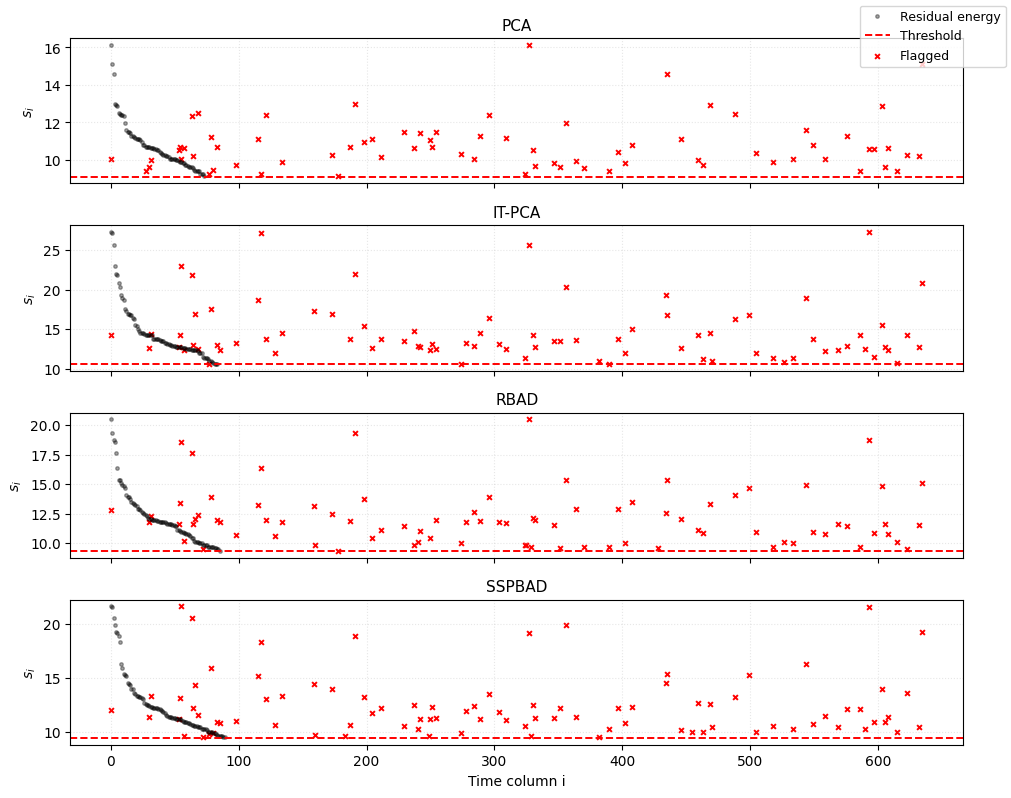 PCA
Residual energy
Threshold
Flagged
16
14
12
10
s_i
IT-PCA
25
20
15
10
s_i
RBAD
20.0
17.5
15.0
12.5
10.0
s_i
SSPBAD
20
15
10
s_i
0 100 200 300 400 500 600
Time column i